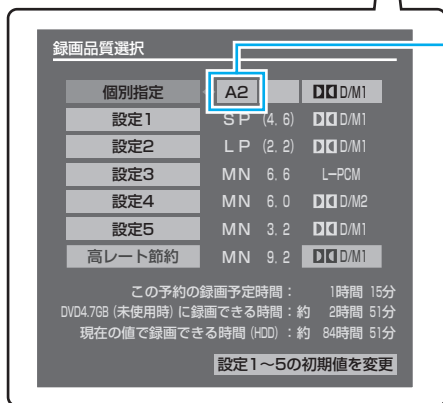 録画品質選択
個別指定 A2 DD D/M1
設定1 SP (4. 6) DD D/M1
設定2 LP (2. 2) DD D/M1
設定3 MN 6. 6 L-PCM
設定4 MN 6. 0 DD D/M2
設定5 MN 3. 2 DD D/M1
高レート節約 MN 9. 2 DD D/M1
この予約の録画予定時間： 1時間 15分
DVD4.7GB (未使用時) に録画できる時間：約 2時間 51分
現在の値で録画できる時間 (HDD) ：約 84時間 51分
設定1～5の初期値を変更